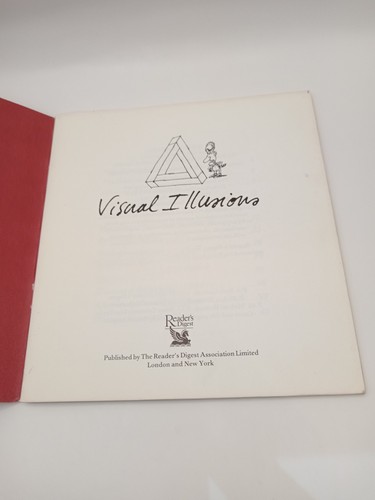 Visual Illusions
Reader's
Digest
Published by The Reader's Digest Association Limited
London and New York